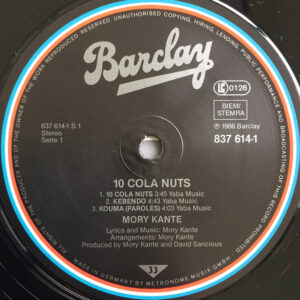 ALL RIGHTS OF THE PRODUCER AND OF THE OWNER OF THE WORK REPRODUCED RESERVED. UNAUTHORISED COPYING, HIRING, LENDING, PUBLIC PERFORMANCE AND BROADCASTING OF THIS RECORD PROHIBITED
Barclay
837 614-1 S 1
Stereo
Seite 1
LC 0126
BIEM/
STEMRA
Ⓟ 1986 Barclay
837 614-1
10 COLA NUTS
1. 10 COLA NUTS 3:45 Yaba Music
2. KEBENDO 4:43 Yaba Music
3. KOUMA (PAROLES) 4:03 Yaba Music
MORY KANTE
Lyrics and Music: Mory Kante
Arrangements: Mory Kante
Produced by Mory Kante and David Sancious
33
MADE IN GERMANY BY METRONOME MUSIK GMBH